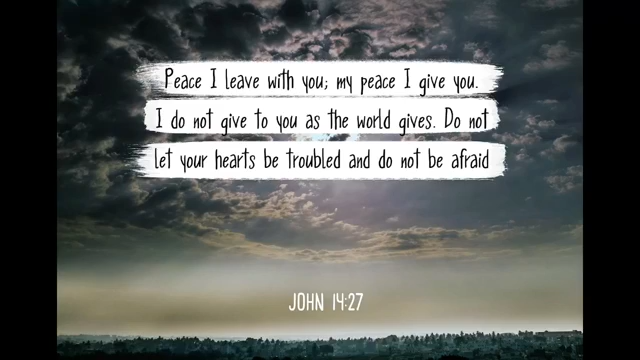 Peace I leave with you; my peace I give you.
I do not give to you as the world gives. Do not
let your hearts be troubled and do not be afraid
JOHN 14:27